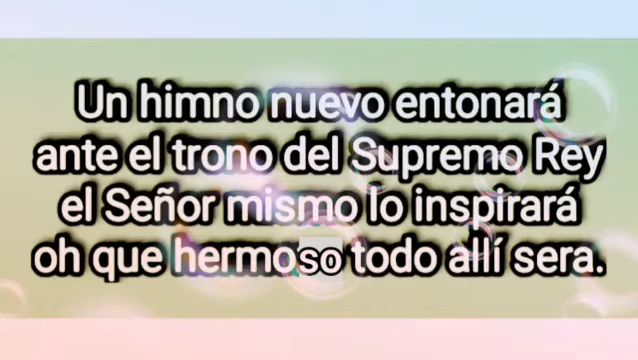 Un himno nuevo entonará
ante el trono del Supremo Rey
el Señor mismo lo inspirará
oh que hermoso todo allí sera.